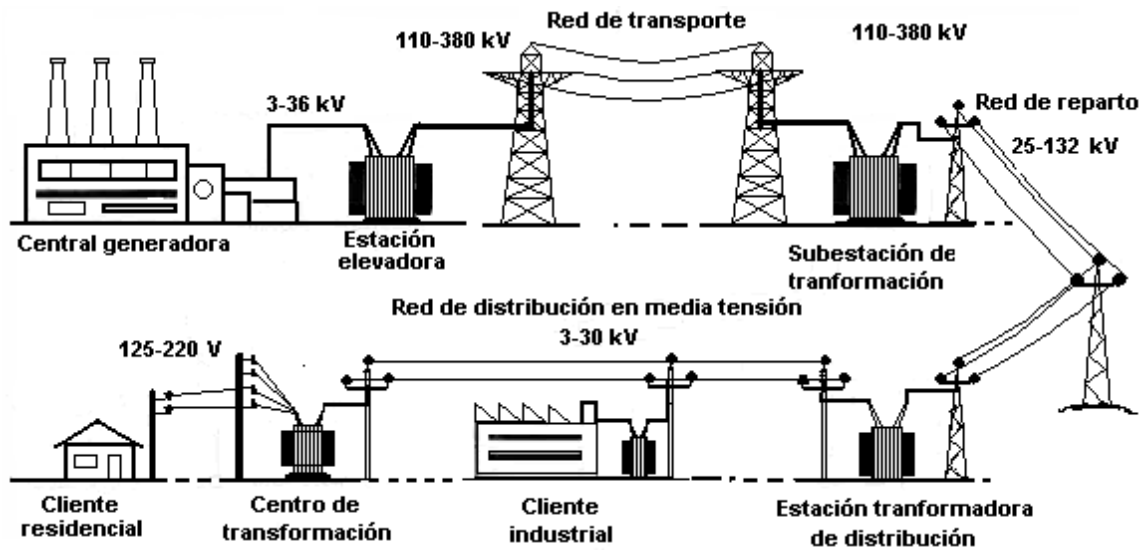 Red de transporte
110-380 kV
110-380 kV
3-36 kV
Red de reparto
25-132 kV
Central generadora
Estación
elevadora
Subestación de
tranformación
Red de distribución en media tensión
3-30 kV
125-220 V
Cliente
residencial
Centro de
transformación
Cliente
industrial
Estación tranformadora
de distribución